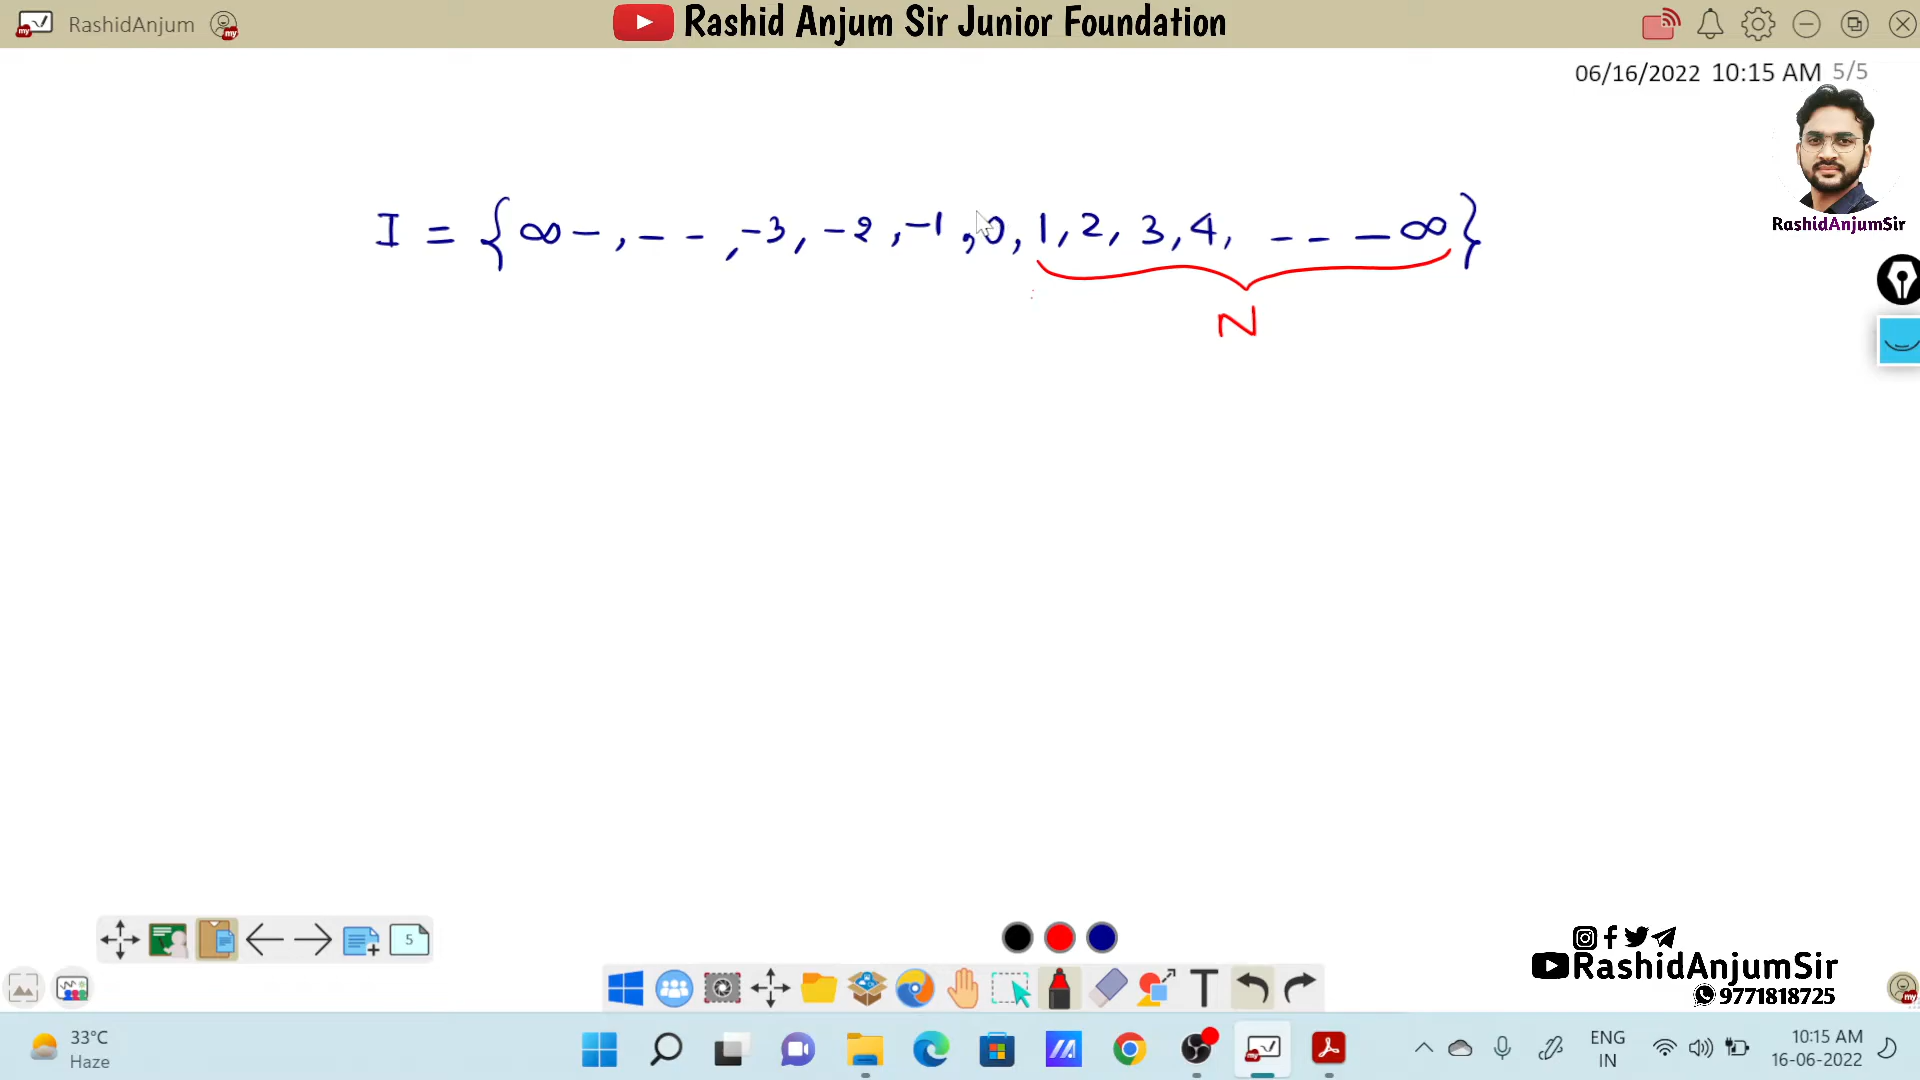 RashidAnjum
Rashid Anjum Sir Junior Foundation
06/16/2022 10:15 AM 5/5
RashidAnjumSir
I = {∞ -, - - , -3, -2, -1, 0, 1, 2, 3, 4, - - - ∞}
N
5
T
RashidAnjumSir
9771818725
33°C
Haze
ENG
IN
10:15 AM
16-06-2022